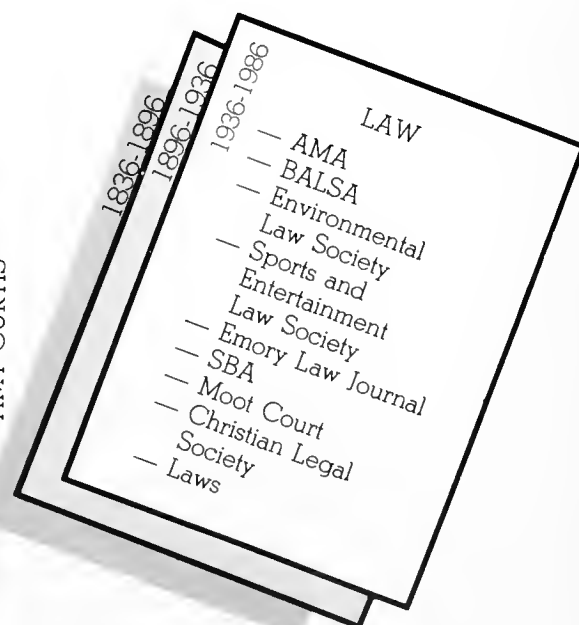 1836-1896
1896-1936
1936-1986
LAW
— AMA
— BALSA
— Environmental
Law Society
— Sports and
Entertainment
Law Society
— Emory Law Journal
— SBA
— Moot Court
— Christian Legal
Society
— Laws
CURTIS